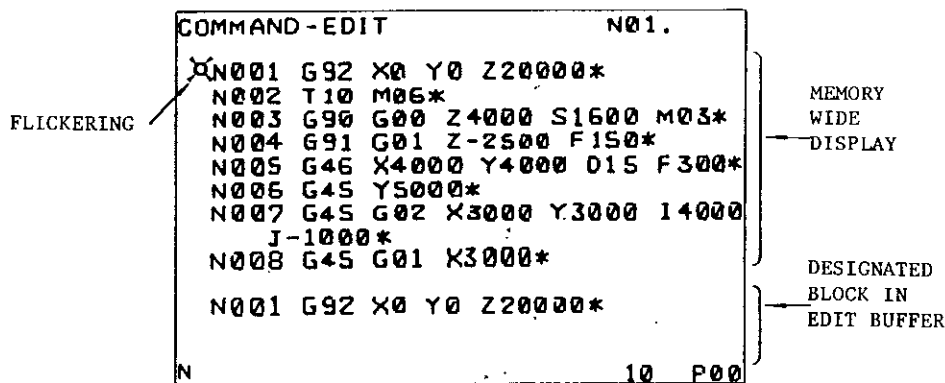 COMMAND-EDIT N01.
N001 G92 X0 Y0 Z20000*
N002 T10 M06*
FLICKERING
N003 G90 G00 Z4000 S1600 M03*
N004 G91 G01 Z-2500 F150*
N005 G46 X4000 Y4000 D15 F300*
N006 G45 Y5000*
N007 G45 G02 X3000 Y3000 I4000
J-1000*
N008 G45 G01 X3000*
MEMORY
WIDE
DISPLAY
N001 G92 X0 Y0 Z20000*
DESIGNATED
BLOCK IN
EDIT BUFFER
N 10 P00